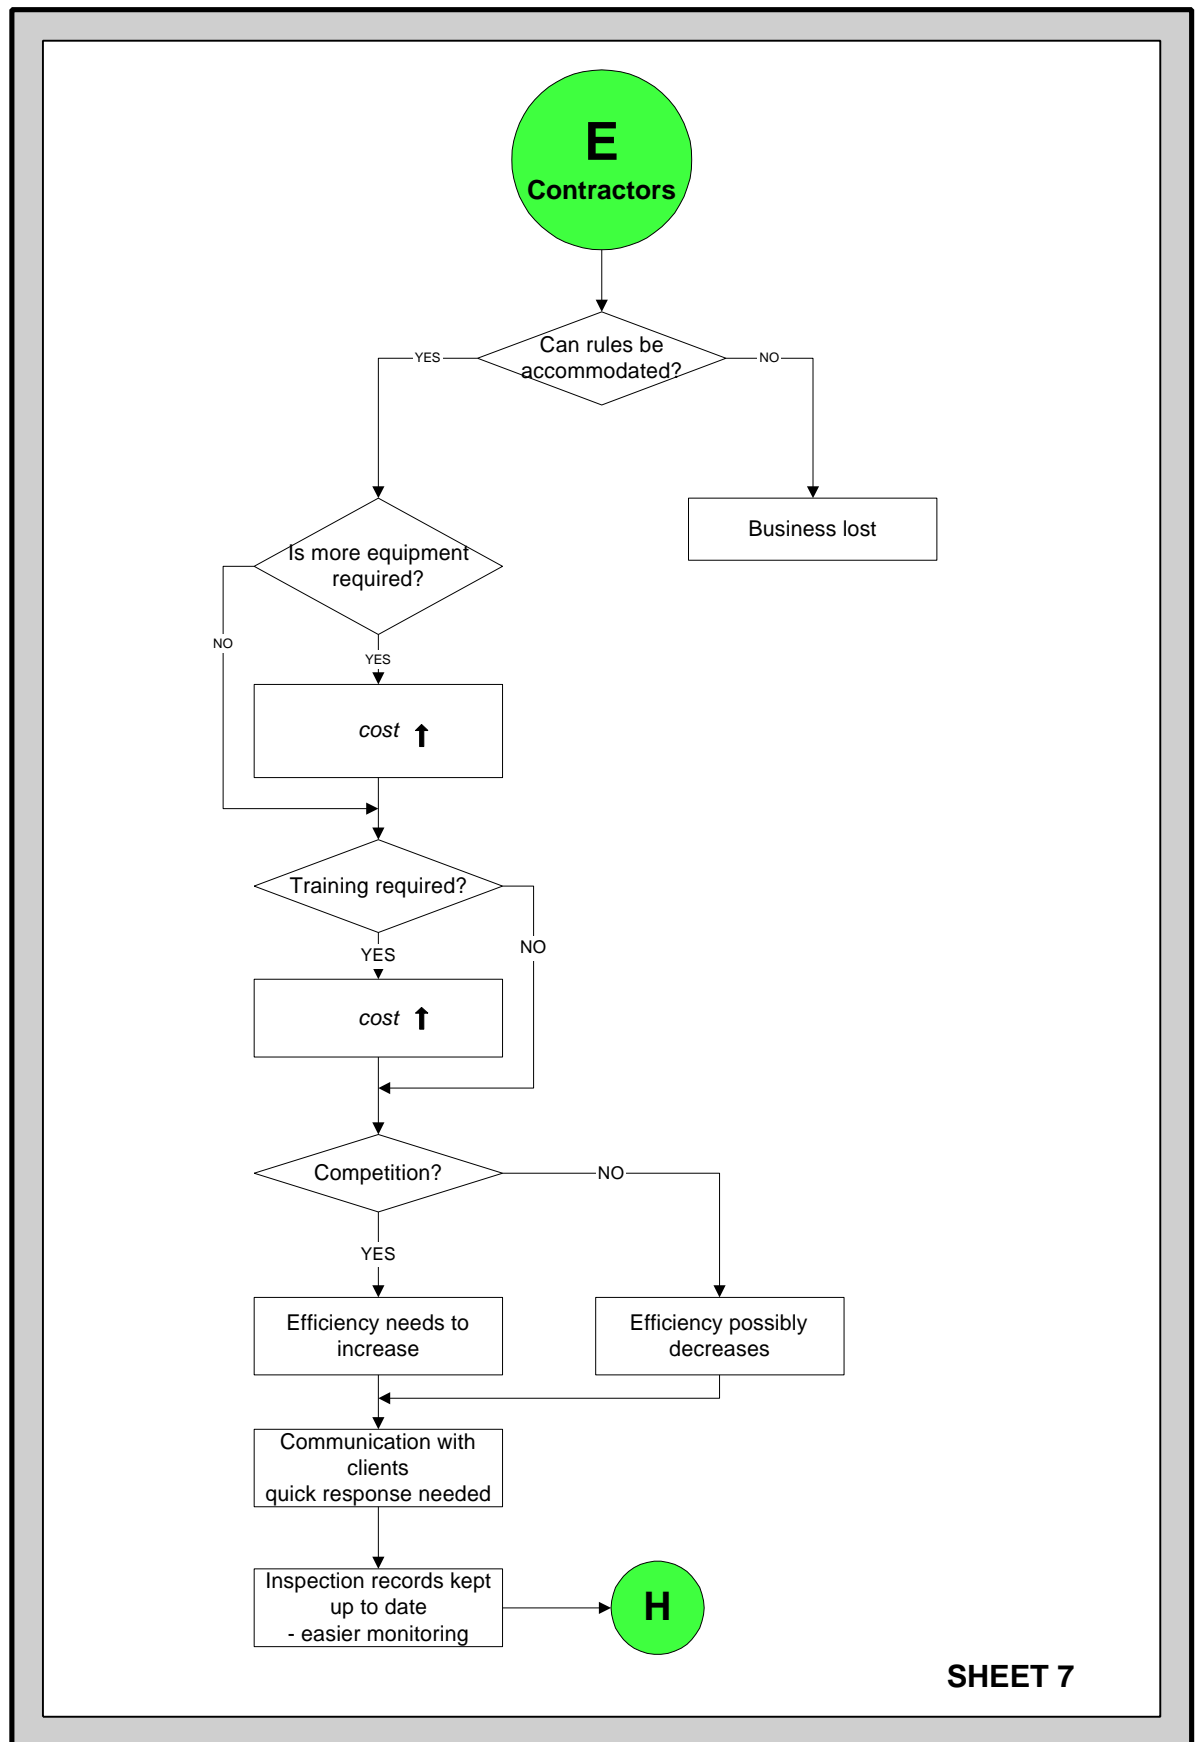 E
Contractors
Can rules be
accommodated?
YES
NO
Business lost
Is more equipment
required?
NO
YES
cost ↑
Training required?
YES
NO
cost ↑
Competition?
NO
YES
Efficiency needs to
increase
Efficiency possibly
decreases
Communication with
clients
quick response needed
Inspection records kept
up to date
- easier monitoring
H
SHEET 7